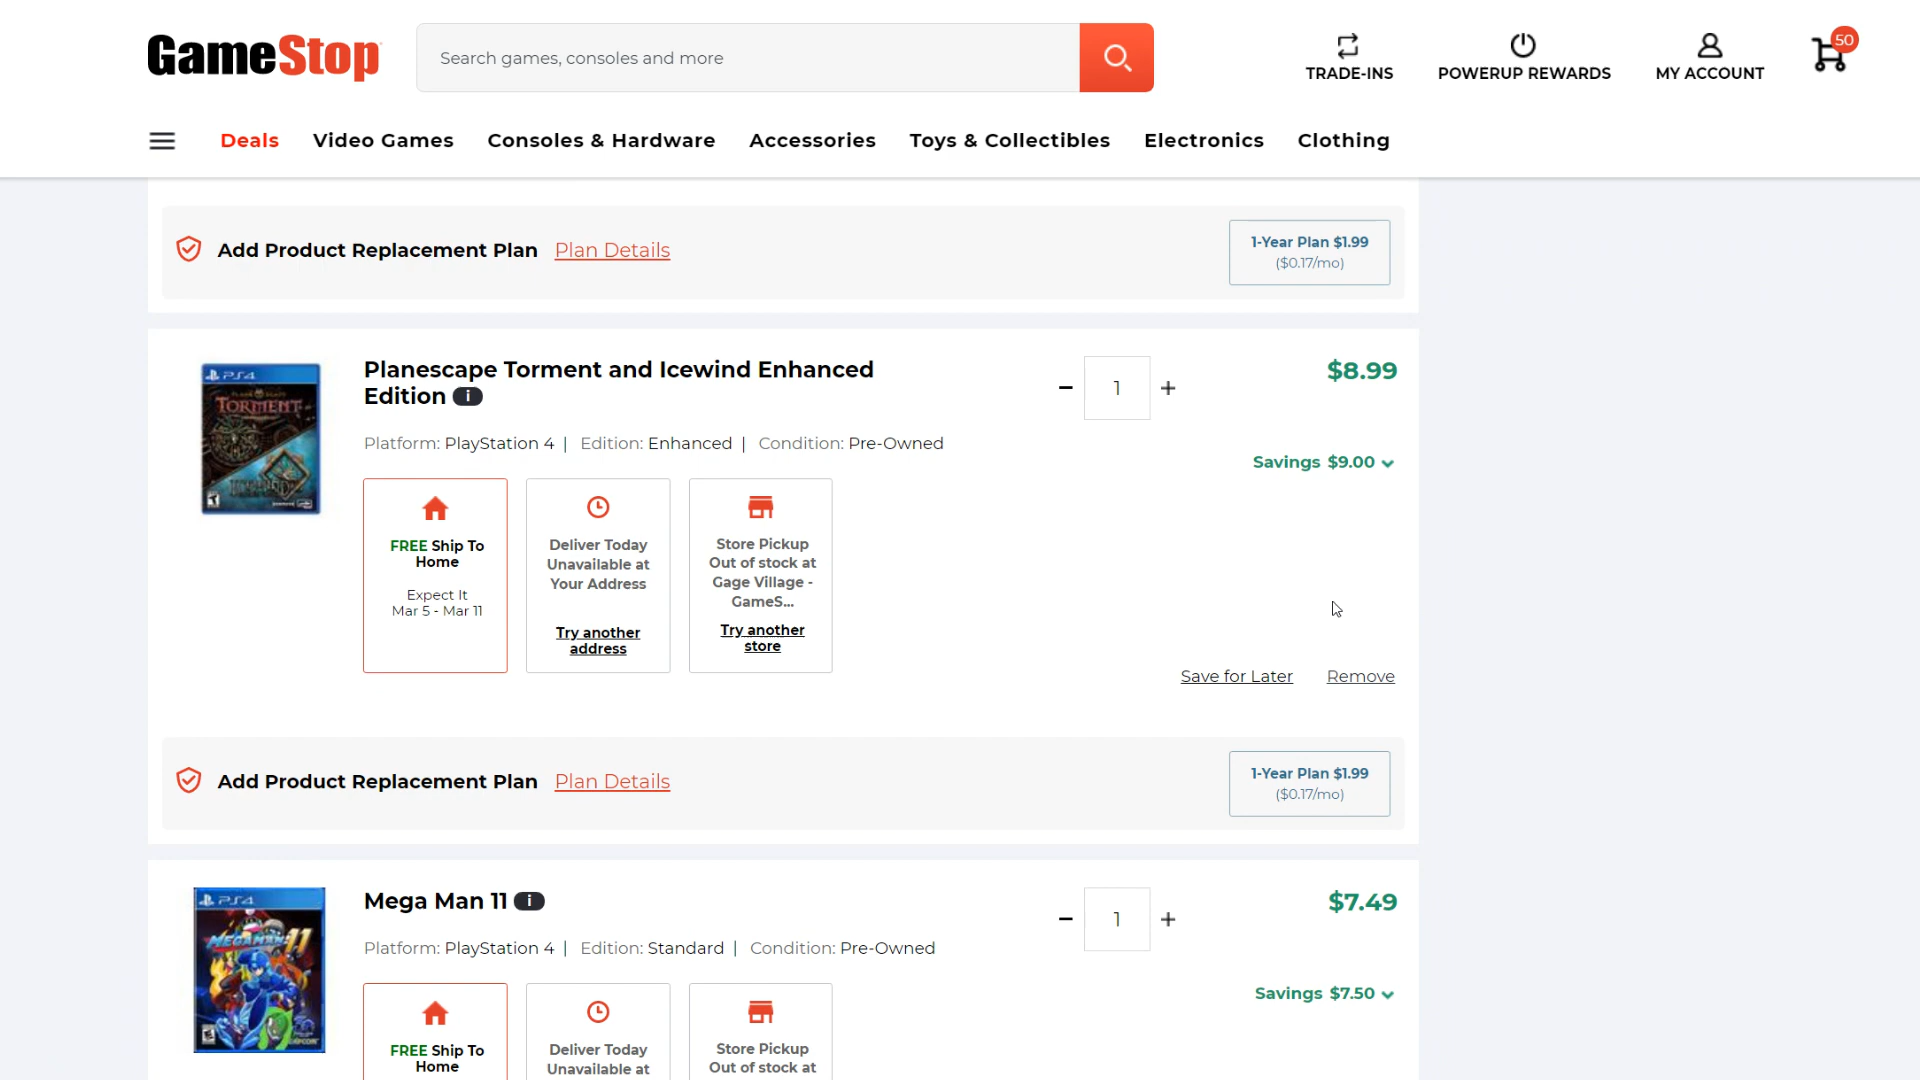 GameStop
Search games, consoles and more
TRADE-INS
POWERUP REWARDS
MY ACCOUNT
50
Deals
Video Games
Consoles & Hardware
Accessories
Toys & Collectibles
Electronics
Clothing
Add Product Replacement Plan Plan Details
1-Year Plan $1.99
($0.17/mo)
PS4
TORMENT
Planescape Torment and Icewind Enhanced
Edition i
Platform: PlayStation 4 | Edition: Enhanced | Condition: Pre-Owned
− 1 +
$8.99
Savings $9.00
FREE Ship To
Home
Expect It
Mar 5 - Mar 11
Deliver Today
Unavailable at
Your Address
Try another
address
Store Pickup
Out of stock at
Gage Village -
GameS...
Try another
store
Save for Later
Remove
Add Product Replacement Plan Plan Details
1-Year Plan $1.99
($0.17/mo)
PS4
MEGAMAN 11
CAPCOM
Mega Man 11 i
Platform: PlayStation 4 | Edition: Standard | Condition: Pre-Owned
− 1 +
$7.49
Savings $7.50
FREE Ship To
Home
Deliver Today
Unavailable at
Store Pickup
Out of stock at